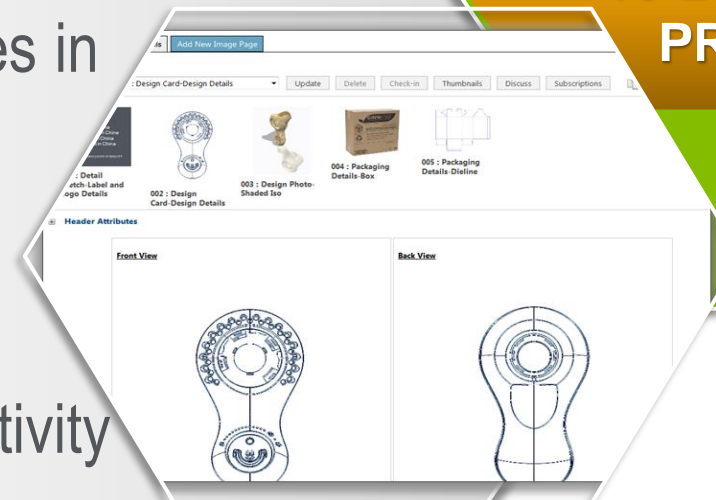 es in
PR
Add New Image Page
: Design Card-Design Details
Update
Delete
Check-in
Thumbnails
Discuss
Subscriptions
: Detail
etch-Label and
ogo Details
002 : Design
Card-Design Details
003 : Design Photo-
Shaded Iso
004 : Packaging
Details-Box
005 : Packaging
Details-Dieline
Header Attributes
Front View
Back View
tivity